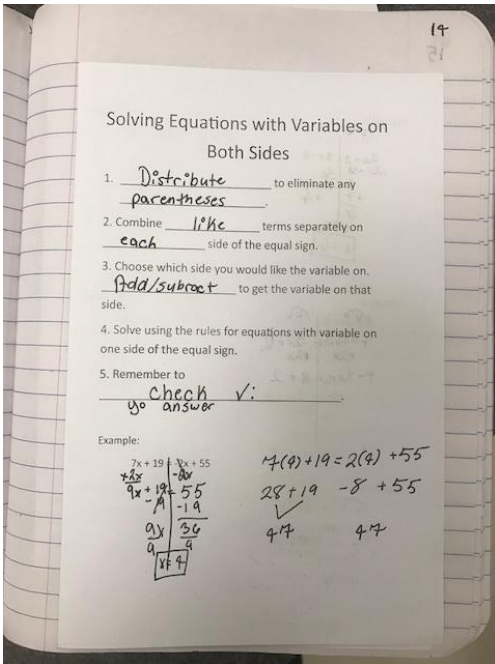 14
Solving Equations with Variables on
Both Sides
1. Distribute to eliminate any
parentheses.
2. Combine like terms separately on
each side of the equal sign.
3. Choose which side you would like the variable on.
Add/subract to get the variable on that
side.
4. Solve using the rules for equations with variable on
one side of the equal sign.
5. Remember to
check √:
yo answer
Example:
7x + 19 = -2x + 55 7(4)+19=2(4) +55
+2x
9x + 19 = 55 28+19 -8 +55
-19
9x 36 47 47
9 9
x=4